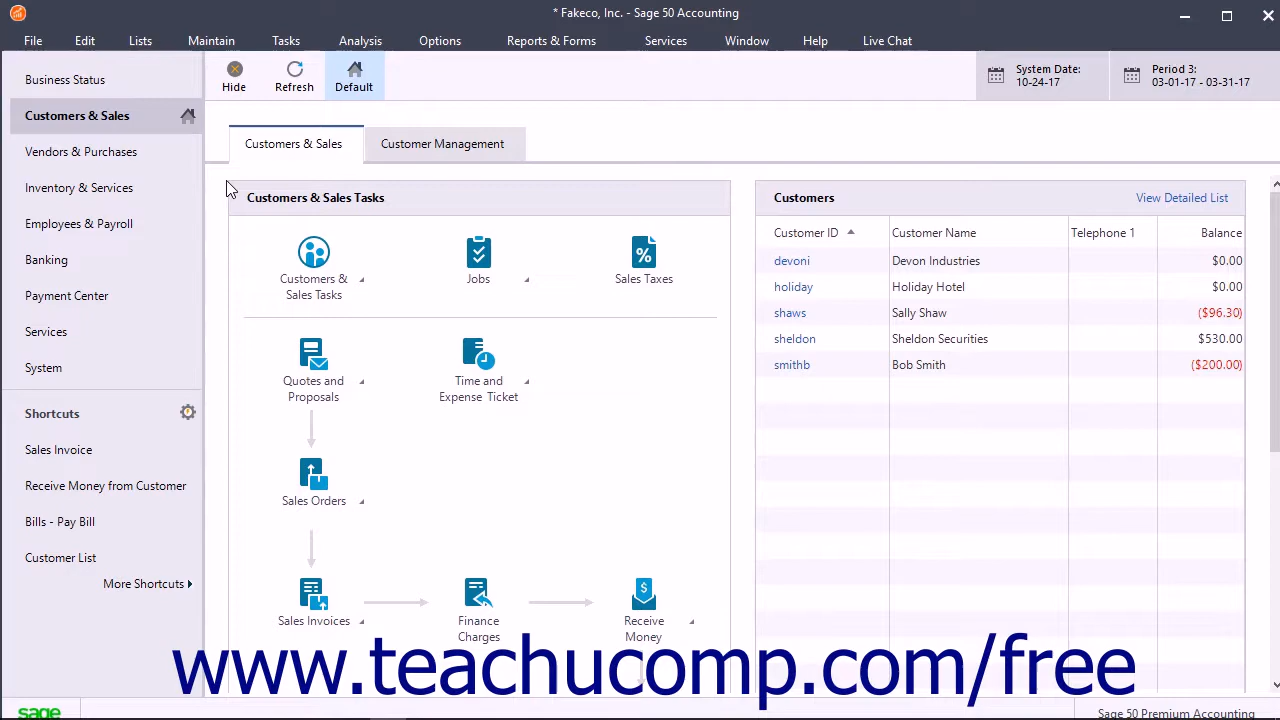 * Fakeco, Inc. - Sage 50 Accounting
File Edit Lists Maintain Tasks Analysis Options Reports & Forms Services Window Help Live Chat
Business Status
Customers & Sales
Vendors & Purchases
Inventory & Services
Employees & Payroll
Banking
Payment Center
Services
System
Shortcuts
Sales Invoice
Receive Money from Customer
Bills - Pay Bill
Customer List
More Shortcuts
Hide Refresh Default
System Date:
10-24-17
Period 3:
03-01-17 - 03-31-17
Customers & Sales Customer Management
Customers & Sales Tasks
Customers &
Sales Tasks
Jobs
Sales Taxes
Quotes and
Proposals
Time and
Expense Ticket
Sales Orders
Sales Invoices
Finance
Charges
Receive
Money
Customers View Detailed List
Customer ID Customer Name Telephone 1 Balance
devoni Devon Industries $0.00
holiday Holiday Hotel $0.00
shaws Sally Shaw ($96.30)
sheldon Sheldon Securities $530.00
smithb Bob Smith ($200.00)
www.teachucomp.com/free
sage
Sage 50 Premium Accounting